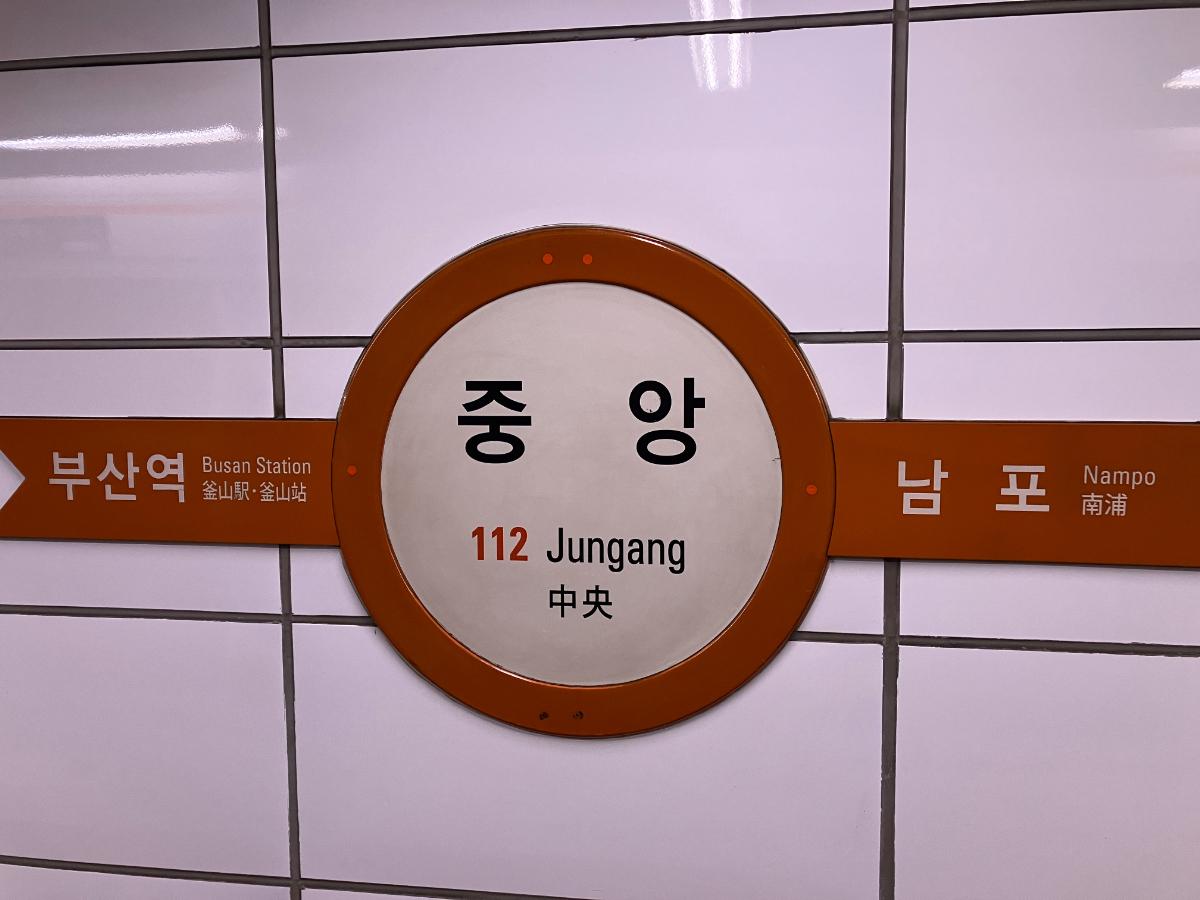 부산역
Busan Station
釜山駅·釜山站
중 앙
112 Jungang
中央
남 포
Nampo
南浦